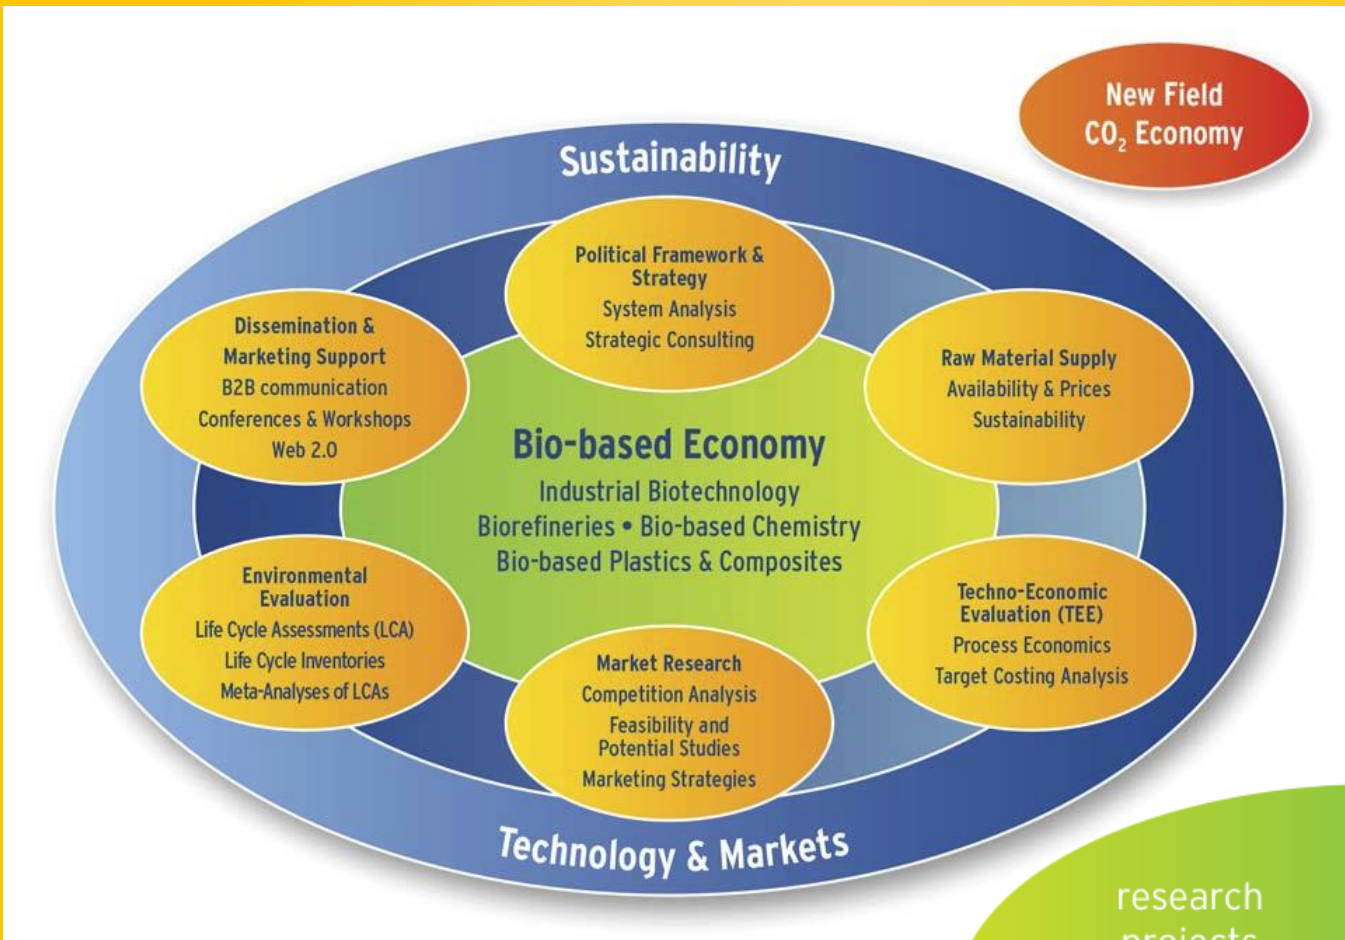 New Field
CO₂ Economy
Sustainability
Political Framework &
Strategy
System Analysis
Strategic Consulting
Dissemination &
Marketing Support
B2B communication
Conferences & Workshops
Web 2.0
Raw Material Supply
Availability & Prices
Sustainability
Bio-based Economy
Industrial Biotechnology
Biorefineries • Bio-based Chemistry
Bio-based Plastics & Composites
Environmental
Evaluation
Life Cycle Assessments (LCA)
Life Cycle Inventories
Meta-Analyses of LCAs
Techno-Economic
Evaluation (TEE)
Process Economics
Target Costing Analysis
Market Research
Competition Analysis
Feasibility and
Potential Studies
Marketing Strategies
Technology & Markets
research
projects